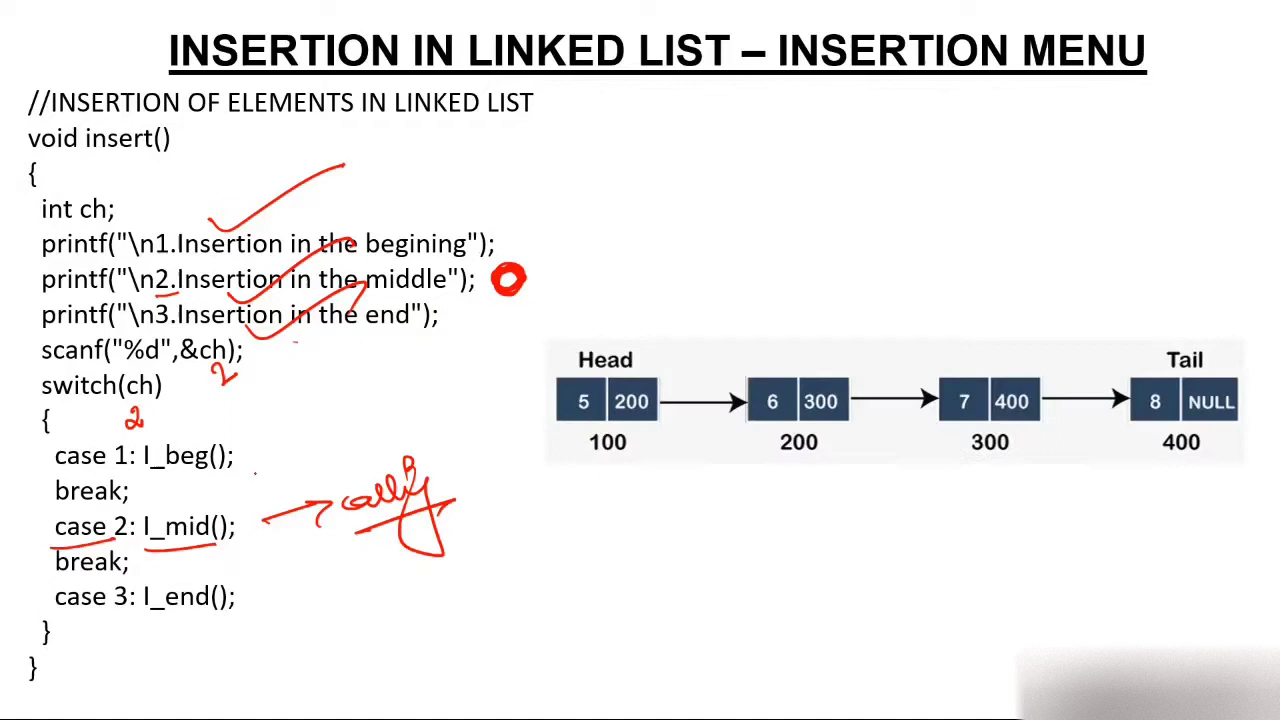 INSERTION IN LINKED LIST – INSERTION MENU
//INSERTION OF ELEMENTS IN LINKED LIST
void insert()
{
int ch;
printf("\n1.Insertion in the begining");
printf("\n2.Insertion in the middle");
printf("\n3.Insertion in the end");
scanf("%d",&ch);
2
switch(ch)
2
{
case 1: I_beg();
break;
case 2: I_mid();
break;
case 3: I_end();
}
}
Head Tail
5 200 6 300 7 400 8 NULL
100 200 300 400